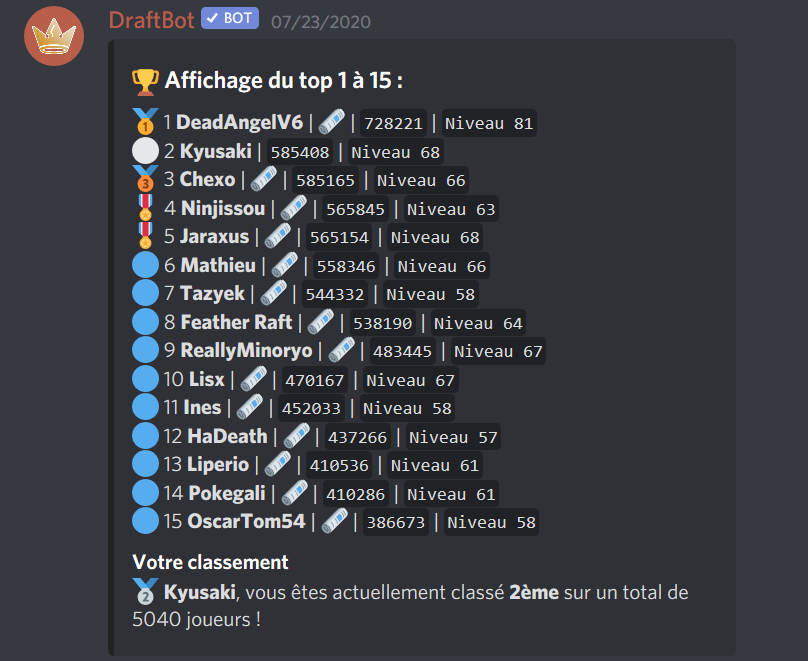 DraftBot ✓ BOT 07/23/2020
🏆 Affichage du top 1 à 15 :
🥇 1 DeadAngelV6 | 🗞️ | 728221 | Niveau 81
⚪ 2 Kyusaki | 585408 | Niveau 68
🥉 3 Chexo | 🗞️ | 585165 | Niveau 66
🎖️ 4 Ninjissou | 🗞️ | 565845 | Niveau 63
🎖️ 5 Jaraxus | 🗞️ | 565154 | Niveau 68
🔵 6 Mathieu | 🗞️ | 558346 | Niveau 66
🔵 7 Tazyek | 🗞️ | 544332 | Niveau 58
🔵 8 Feather Raft | 🗞️ | 538190 | Niveau 64
🔵 9 ReallyMinoryo | 🗞️ | 483445 | Niveau 67
🔵 10 Lisx | 🗞️ | 470167 | Niveau 67
🔵 11 Ines | 🗞️ | 452033 | Niveau 58
🔵 12 HaDeath | 🗞️ | 437266 | Niveau 57
🔵 13 Liperio | 🗞️ | 410536 | Niveau 61
🔵 14 Pokegali | 🗞️ | 410286 | Niveau 61
🔵 15 OscarTom54 | 🗞️ | 386673 | Niveau 58
Votre classement
🥈 Kyusaki, vous êtes actuellement classé 2ème sur un total de
5040 joueurs !